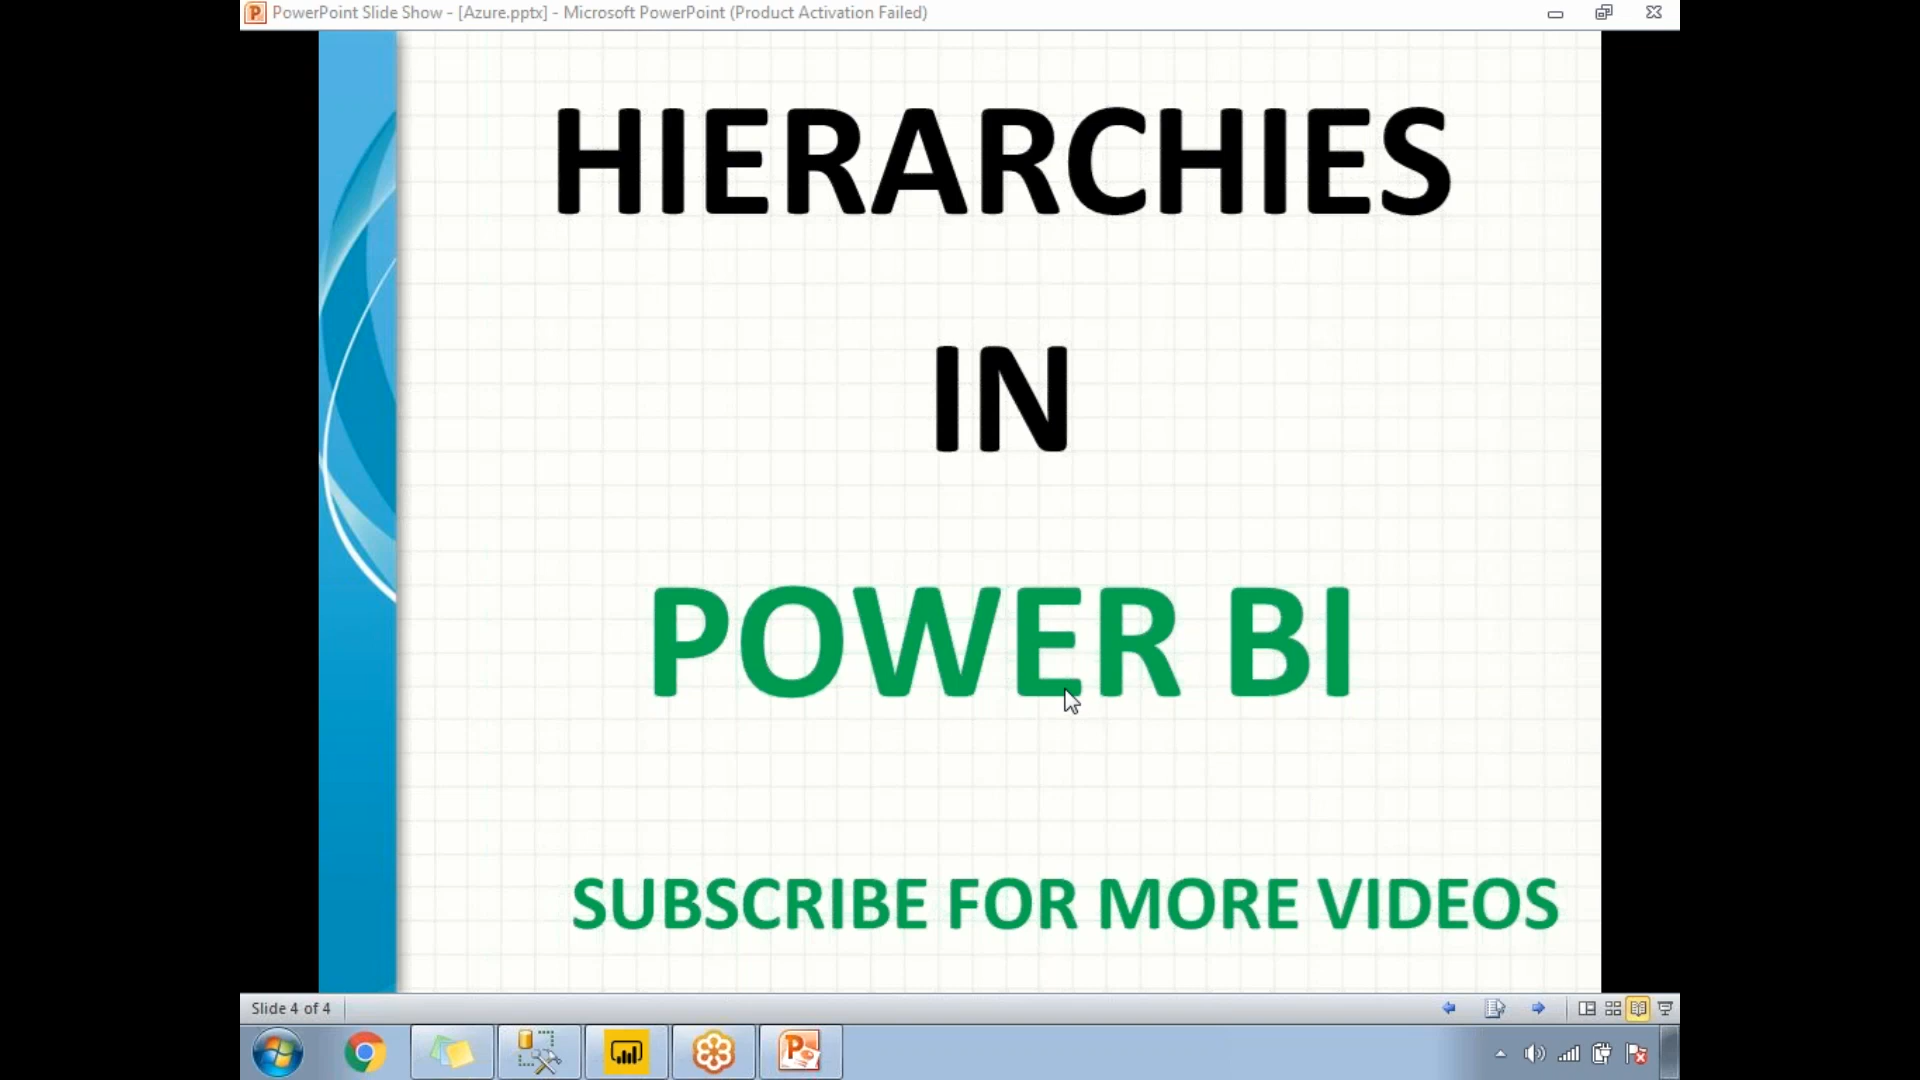 PowerPoint Slide Show - [Azure.pptx] - Microsoft PowerPoint (Product Activation Failed)
HIERARCHIES
IN
POWER BI
SUBSCRIBE FOR MORE VIDEOS
Slide 4 of 4